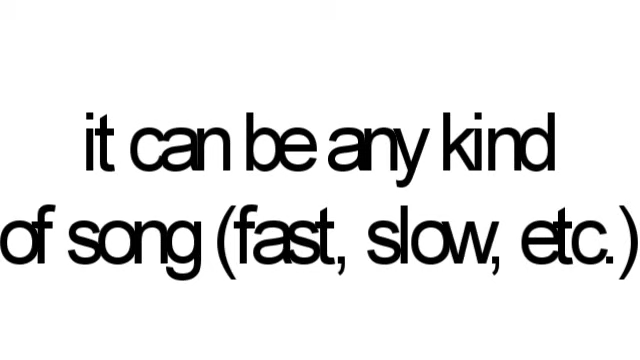 it can be any kind
of song (fast, slow, etc.)